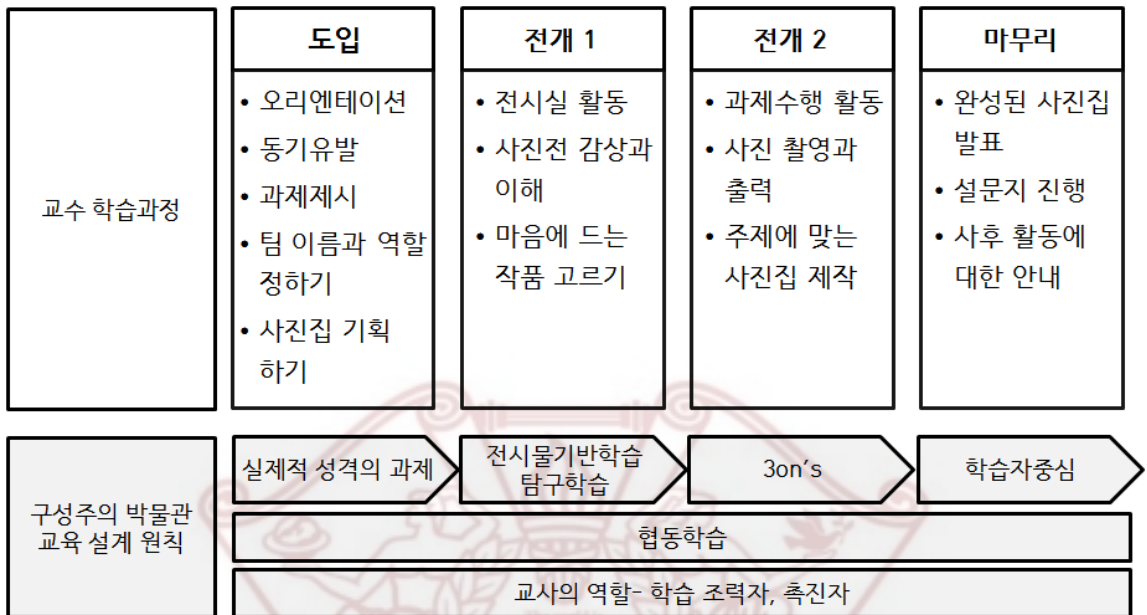 도입
전개 1
전개 2
마무리
교수 학습과정
• 오리엔테이션
• 동기유발
• 과제제시
• 팀 이름과 역할
정하기
• 사진집 기획
하기
• 전시실 활동
• 사진전 감상과
이해
• 마음에 드는
작품 고르기
• 과제수행 활동
• 사진 촬영과
출력
• 주제에 맞는
사진집 제작
• 완성된 사진집
발표
• 설문지 진행
• 사후 활동에
대한 안내
구성주의 박물관
교육 설계 원칙
실제적 성격의 과제
전시물기반학습
탐구학습
3on's
학습자중심
협동학습
교사의 역할- 학습 조력자, 촉진자